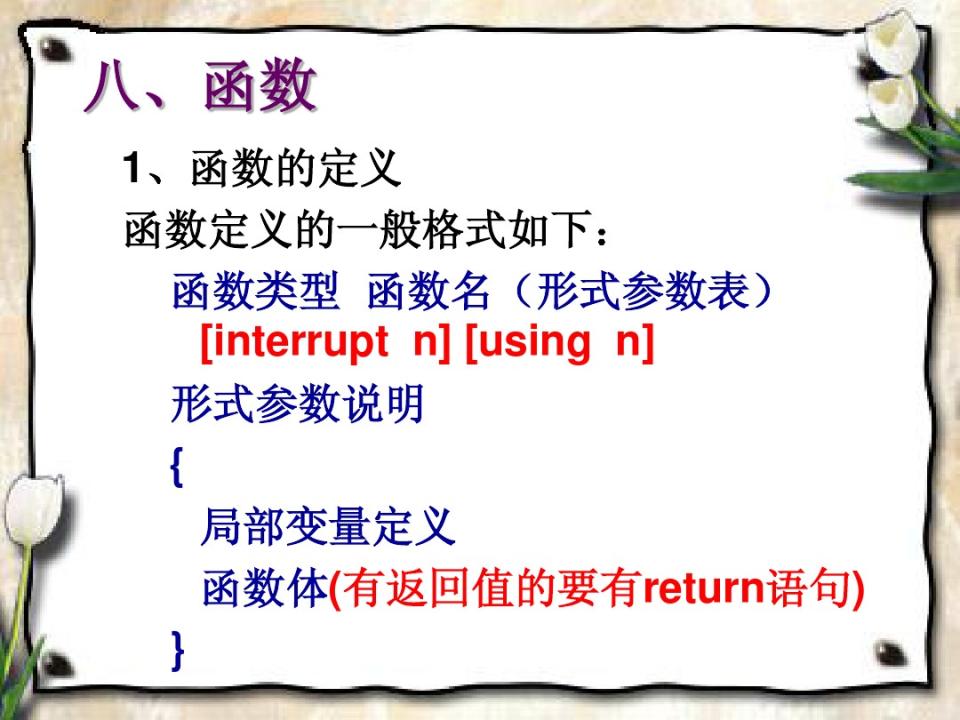 八、函数
1、函数的定义
函数定义的一般格式如下：
函数类型 函数名（形式参数表）
[interrupt n] [using n]
形式参数说明
{
局部变量定义
函数体(有返回值的要有return语句)
}